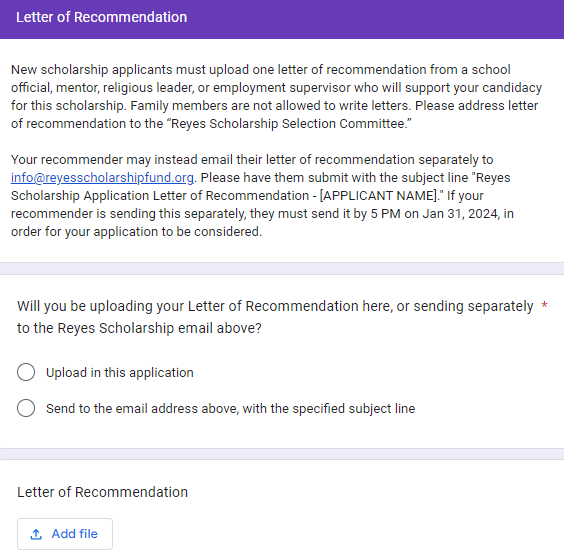 Letter of Recommendation
New scholarship applicants must upload one letter of recommendation from a school
official, mentor, religious leader, or employment supervisor who will support your candidacy
for this scholarship. Family members are not allowed to write letters. Please address letter
of recommendation to the “Reyes Scholarship Selection Committee.”
Your recommender may instead email their letter of recommendation separately to
info@reyesscholarshipfund.org. Please have them submit with the subject line "Reyes
Scholarship Application Letter of Recommendation - [APPLICANT NAME]." If your
recommender is sending this separately, they must send it by 5 PM on Jan 31, 2024, in
order for your application to be considered.
Will you be uploading your Letter of Recommendation here, or sending separately *
to the Reyes Scholarship email above?
Upload in this application
Send to the email address above, with the specified subject line
Letter of Recommendation
Add file